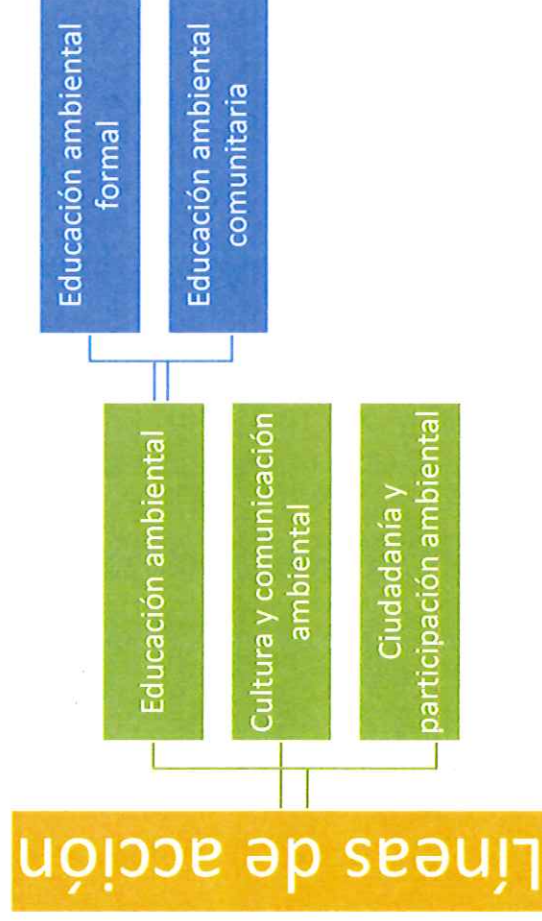 Líneas de acción
Educación ambiental
Cultura y comunicación
ambiental
Ciudadanía y
participación ambiental
Educación ambiental
formal
Educación ambiental
comunitaria